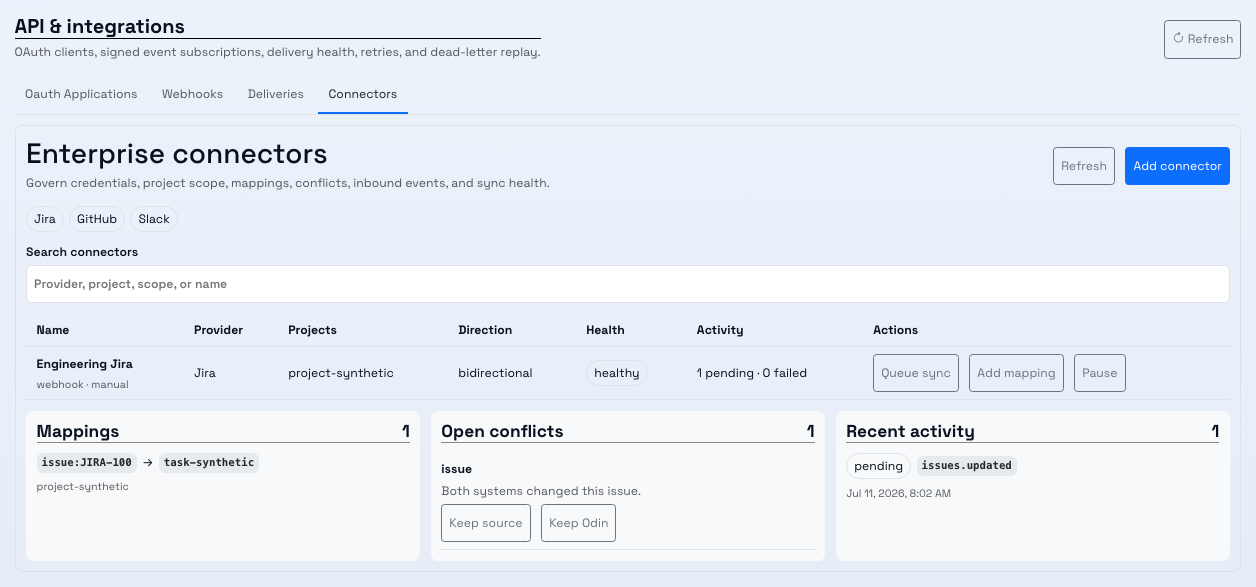 API & integrations
OAuth clients, signed event subscriptions, delivery health, retries, and dead-letter replay.
Refresh
Oauth Applications Webhooks Deliveries Connectors
Enterprise connectors
Govern credentials, project scope, mappings, conflicts, inbound events, and sync health.
Refresh Add connector
Jira GitHub Slack
Search connectors
Provider, project, scope, or name
Name Provider Projects Direction Health Activity Actions
Engineering Jira
webhook · manual
Jira project-synthetic bidirectional healthy 1 pending · 0 failed Queue sync Add mapping Pause
Mappings 1
issue:JIRA-100 → task-synthetic
project-synthetic
Open conflicts 1
issue
Both systems changed this issue.
Keep source Keep Odin
Recent activity 1
pending issues.updated
Jul 11, 2026, 8:02 AM